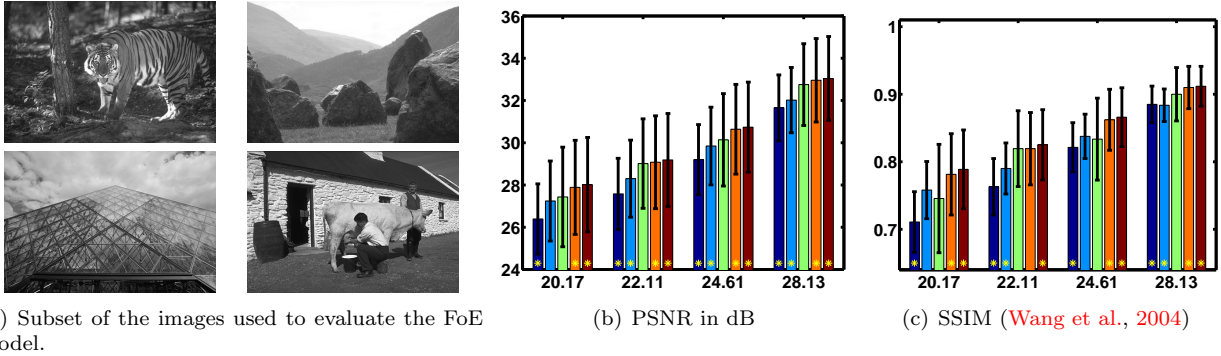 ) Subset of the images used to evaluate the FoE
odel.
36
34
32
30
28
26
24
20.17 22.11 24.61 28.13
(b) PSNR in dB
1
0.9
0.8
0.7
20.17 22.11 24.61 28.13
(c) SSIM (Wang et al., 2004)